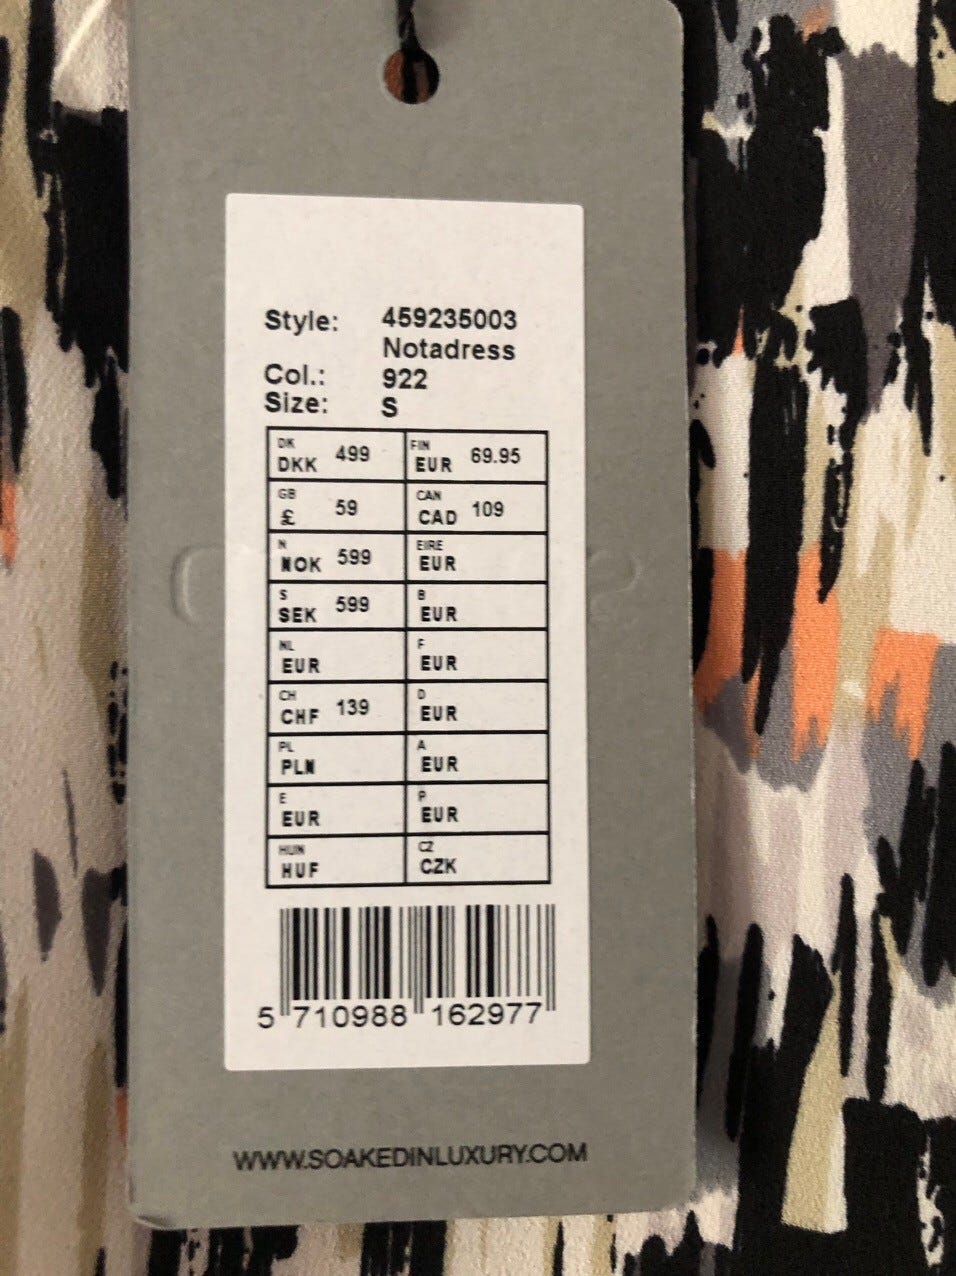 Style: 459235003
Notadress
Col.: 922
Size: S
DK DKK 499 FIN EUR 69.95
GB £ 59 CAN CAD 109
N NOK 599 EIRE EUR
S SEK 599 B EUR
NL EUR F EUR
CH CHF 139 D EUR
PL PLN A EUR
E EUR P EUR
HUN HUF CZ CZK
5 710988 162977
WWW.SOAKEDINLUXURY.COM